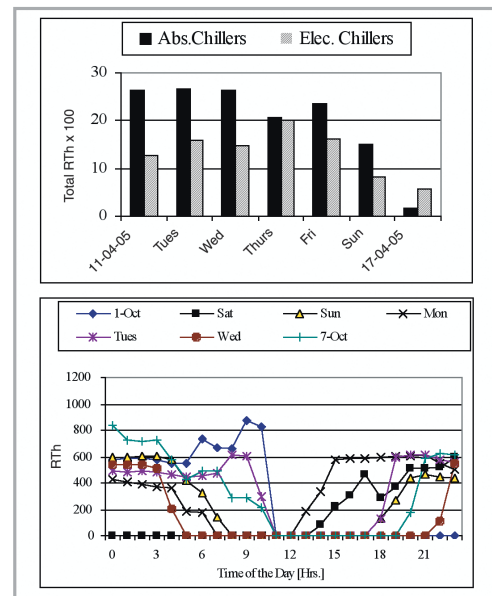 Abs.Chillers Elec. Chillers
30
20
10
0
Total RTh x 100
11-04-05 Tues Wed Thurs Fri Sun 17-04-05
1-Oct Sat Sun Mon
Tues Wed 7-Oct
1200
1000
800
600
400
200
0
RTh
0 3 6 9 12 15 18 21
Time of the Day [Hrs.]